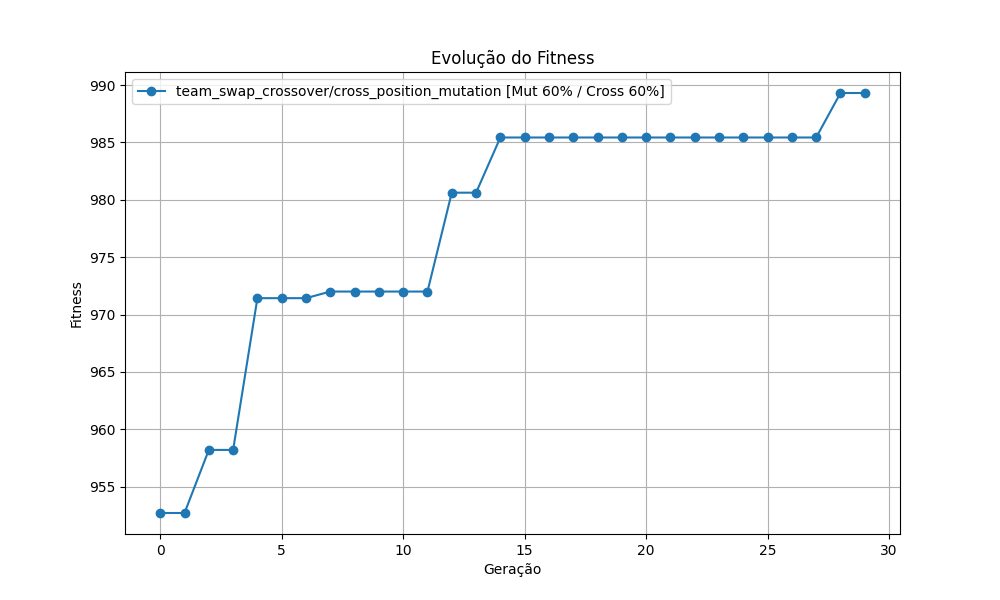 Evolução do Fitness
team_swap_crossover/cross_position_mutation [Mut 60% / Cross 60%]
Fitness
990
985
980
975
970
965
960
955
0 5 10 15 20 25 30
Geração